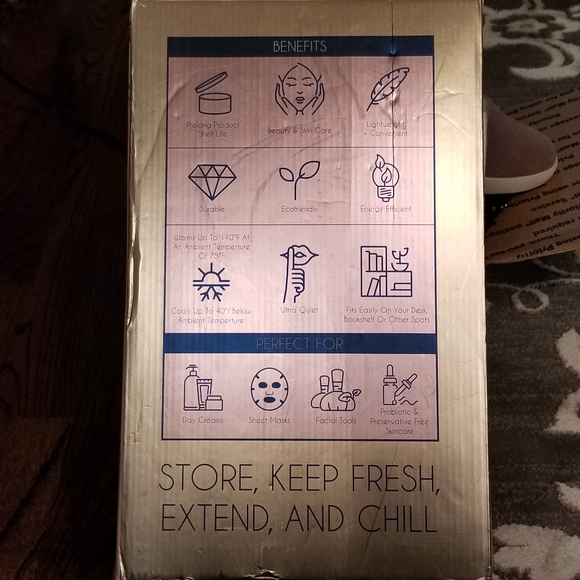 BENEFITS
Prolong Product
Shelf Life
Beauty & Skin Care
Lightweight
+ Convenient
Durable
Ecofriendly
Energy Efficient
Warms Up To 140°F At
An Ambient Temperture
Of 75°F
Cools Up To 40°f Below
Ambient Temperture
Ultra Quiet
Fits Easily On Your Desk,
Bookshelf Or Other Spots
PERFECT FOR
Day Creams
Sheet Masks
Facial Tools
Probiotic &
Preservative Free
Skincare
STORE, KEEP FRESH,
EXTEND, AND CHILL